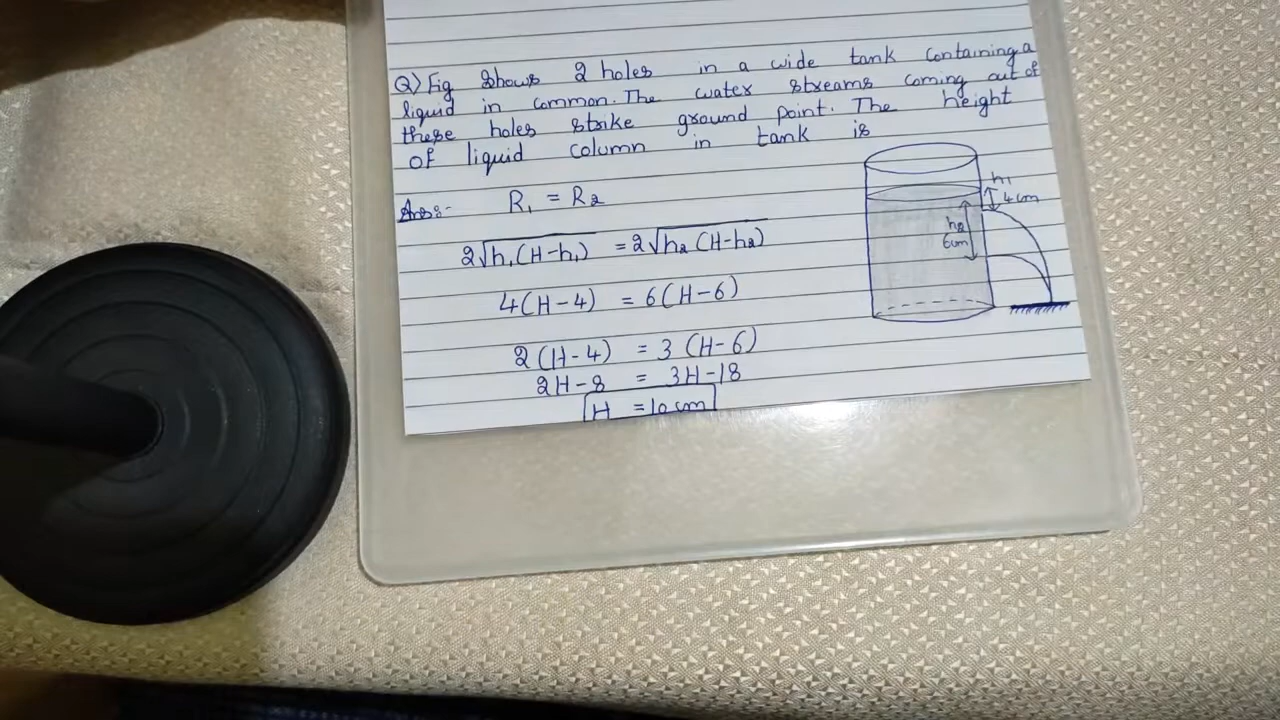 Q) Fig shows 2 holes in a wide tank containing a
liquid in common. The water streams coming out of
these holes strike ground point. The height
of liquid column in tank is
Ans:- R₁ = R₂
2√h₁(H-h₁) = 2√h₂(H-h₂)
4(H-4) = 6(H-6)
2(H-4) = 3(H-6)
2H-8 = 3H-18
H = 10cm
h₁
4cm
h₂
6cm